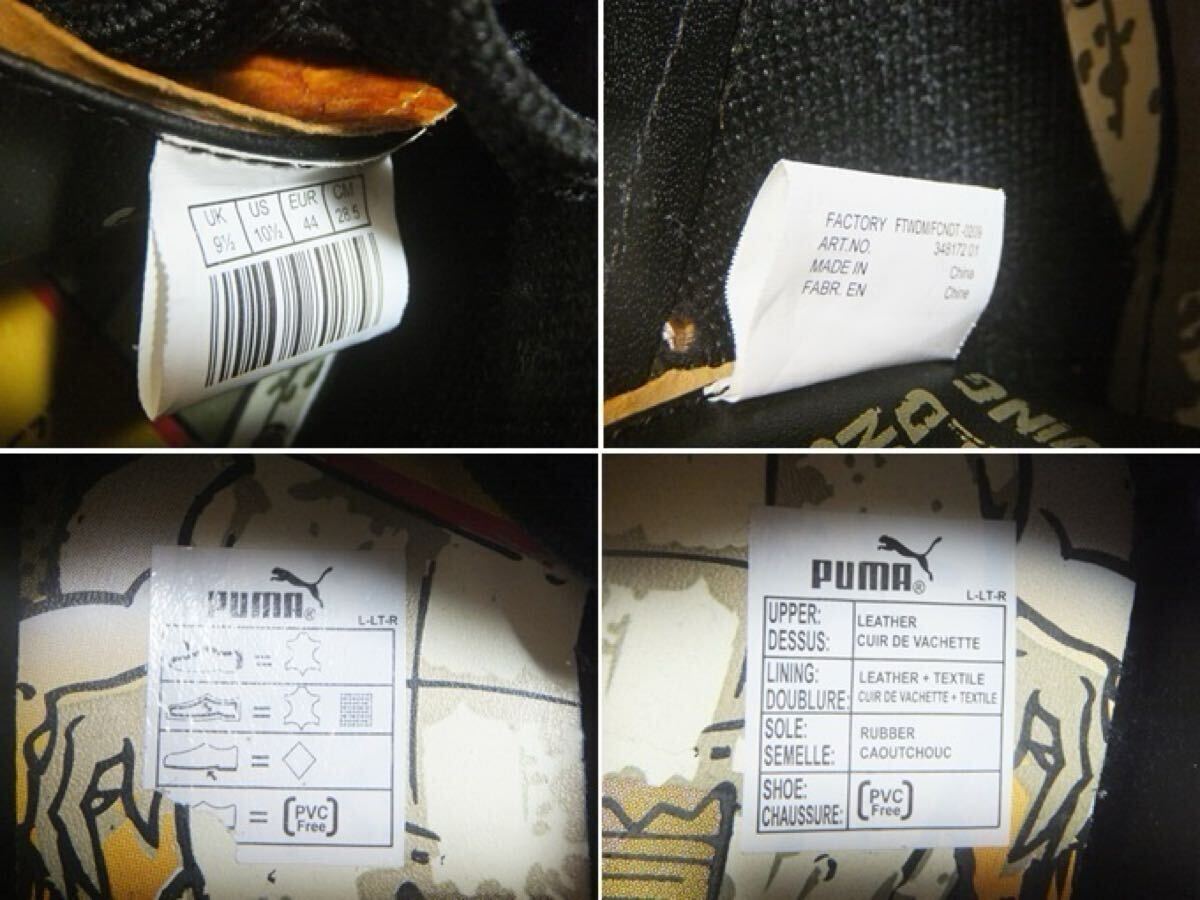 UK US EUR CM
9½ 10½ 44 28.5
FACTORY FTWDM/FCNDT-0209
ART.NO. 348172 01
MADE IN China
FABR. EN Chine
PUMA®
L-LT-R
=
=
=
= (PVC Free)
PUMA®
L-LT-R
UPPER: LEATHER
DESSUS: CUIR DE VACHETTE
LINING: LEATHER + TEXTILE
DOUBLURE: CUIR DE VACHETTE + TEXTILE
SOLE: RUBBER
SEMELLE: CAOUTCHOUC
SHOE: (PVC
CHAUSSURE: Free)